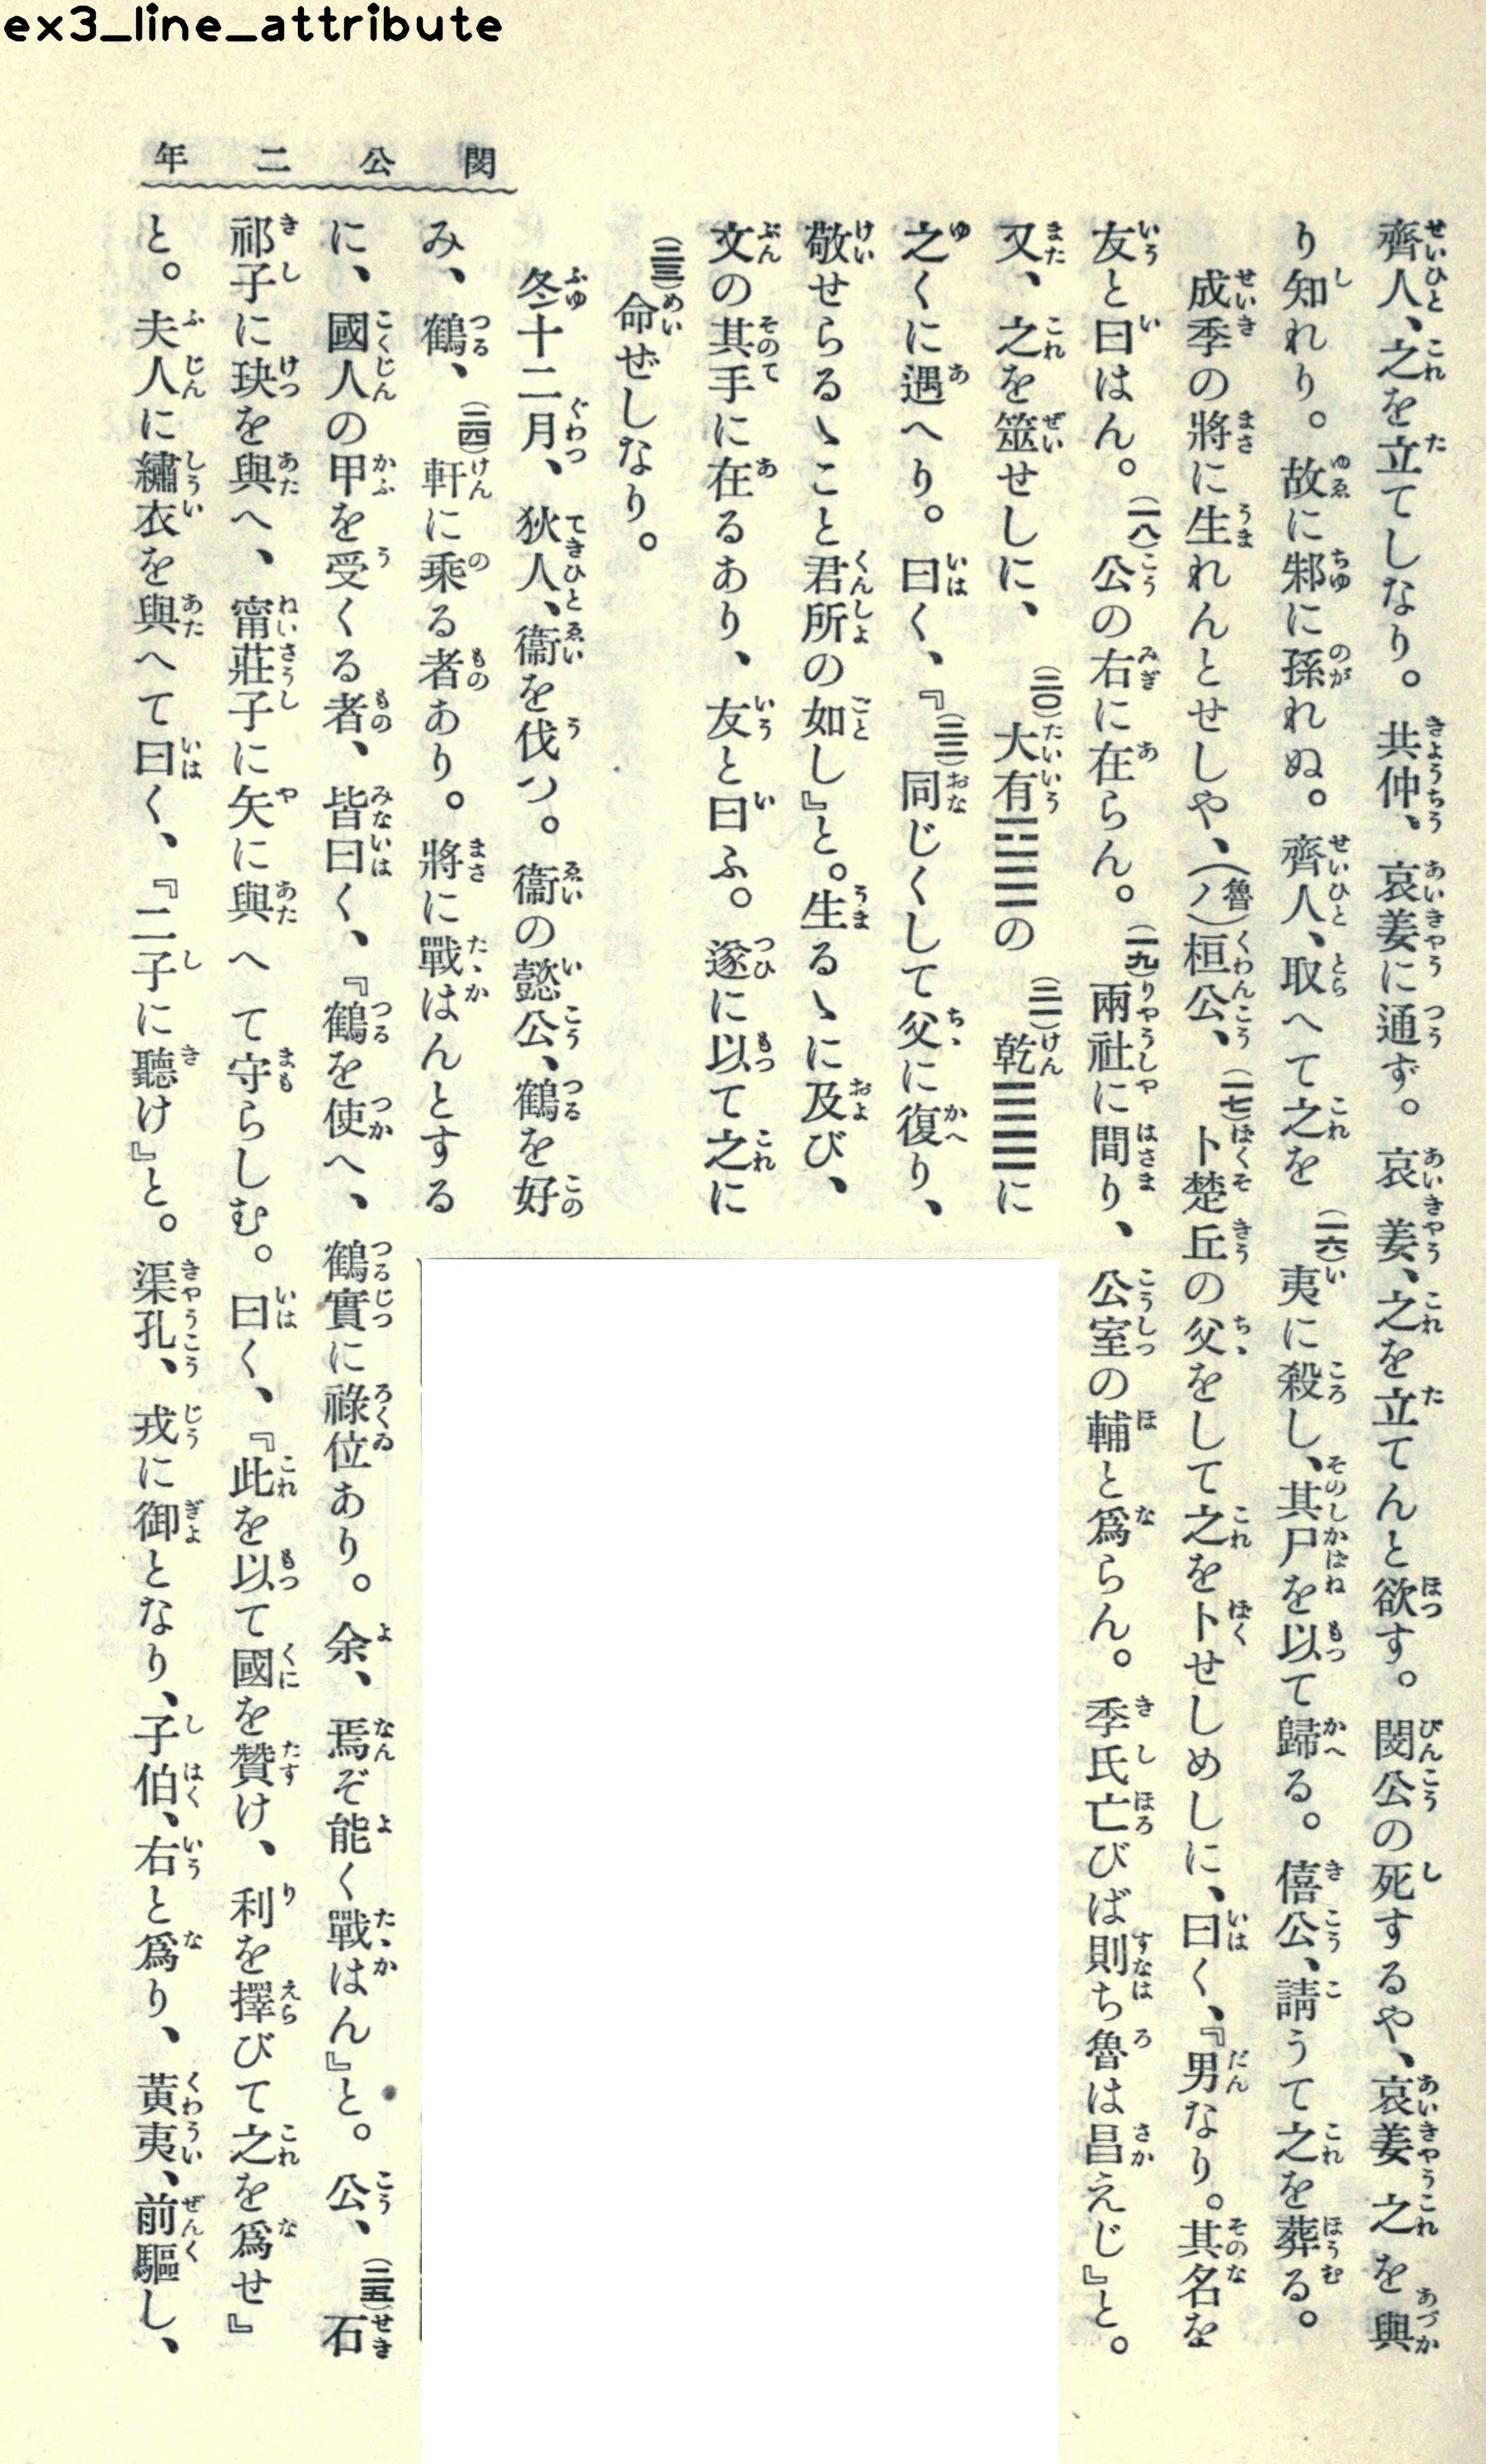 ex3_line_attribute
閔公二年
齊人、之を立てしなり。共仲、哀姜に通ず。哀姜、之を立てんと欲す。閔公の死するや、哀姜之を與
り知れり。故に邾に孫れぬ。齊人、取へて之を(一六)夷に殺し、其尸を以て歸る。僖公、請うて之を葬る。
成季の將に生れんとせしや、(魯ノ)桓公、(一七)卜楚丘の父をして之を卜せしめしに、曰く、『男なり。其名を
友と曰はん。(一八)公の右に在らん。(一九)兩社に間り、公室の輔と爲らん。季氏亡びば則ち魯は昌えじ』と。
又、之を筮せしに、(二〇)大有䷍の(二一)乾䷀に
之くに遇へり。曰く、『(二二)同じくして父に復り、
敬せらるゝこと君所の如し』と。生るゝに及び、
文の其手に在るあり、友と曰ふ。遂に以て之に
(二三)命ぜしなり。
冬十二月、狄人、衞を伐つ。衞の懿公、鶴を好
み、鶴、(二四)軒に乘る者あり。將に戰はんとする
に、國人の甲を受くる者、皆曰く、『鶴を使へ、鶴實に祿位あり。余、焉ぞ能く戰はん』と。公、(二五)石
祁子に玦を與へ、甯莊子に矢に與へて守らしむ。曰く、『此を以て國を贊け、利を擇びて之を爲せ』
と。夫人に繡衣を與へて曰く、『二子に聽け』と。渠孔、戎に御となり、子伯、右と爲り、黃夷、前驅し、